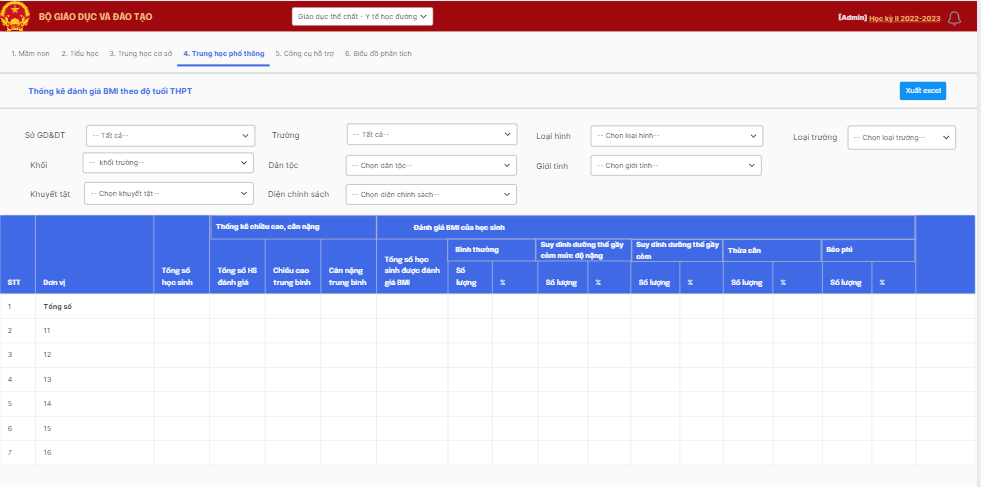 BỘ GIÁO DỤC VÀ ĐÀO TẠO
Giáo dục thể chất - Y tế học đường
[Admin] Học kỳ II 2022-2023
1. Mầm non 2. Tiểu học 3. Trung học cơ sở 4. Trung học phổ thông 5. Công cụ hỗ trợ 6. Biểu đồ phân tích
Thống kê đánh giá BMI theo độ tuổi THPT
Xuất excel
Sở GD&ĐT -- Tất cả-- Trường -- Tất cả-- Loại hình -- Chọn loại hình-- Loại trường -- Chọn loại trường--
Khối -- khối trường-- Dân tộc -- Chọn dân tộc-- Giới tính -- Chọn giới tính--
Khuyết tật -- Chọn khuyết tật-- Diện chính sách -- Chọn diện chính sách--
STT
Đơn vị
Tổng số
học sinh
Thống kê chiều cao, cân nặng
Tổng số HS
đánh giá
Chiều cao
trung bình
Cân nặng
trung bình
Đánh giá BMI của học sinh
Tổng số học
sinh được đánh
giá BMI
Bình thường
Số
lượng
%
Suy dinh dưỡng thể gầy
còm mức độ nặng
Số lượng %
Suy dinh dưỡng thể gầy
còm
Số lượng %
Thừa cân
Số lượng %
Béo phì
Số lượng %
1 Tổng số
2 11
3 12
4 13
5 14
6 15
7 16